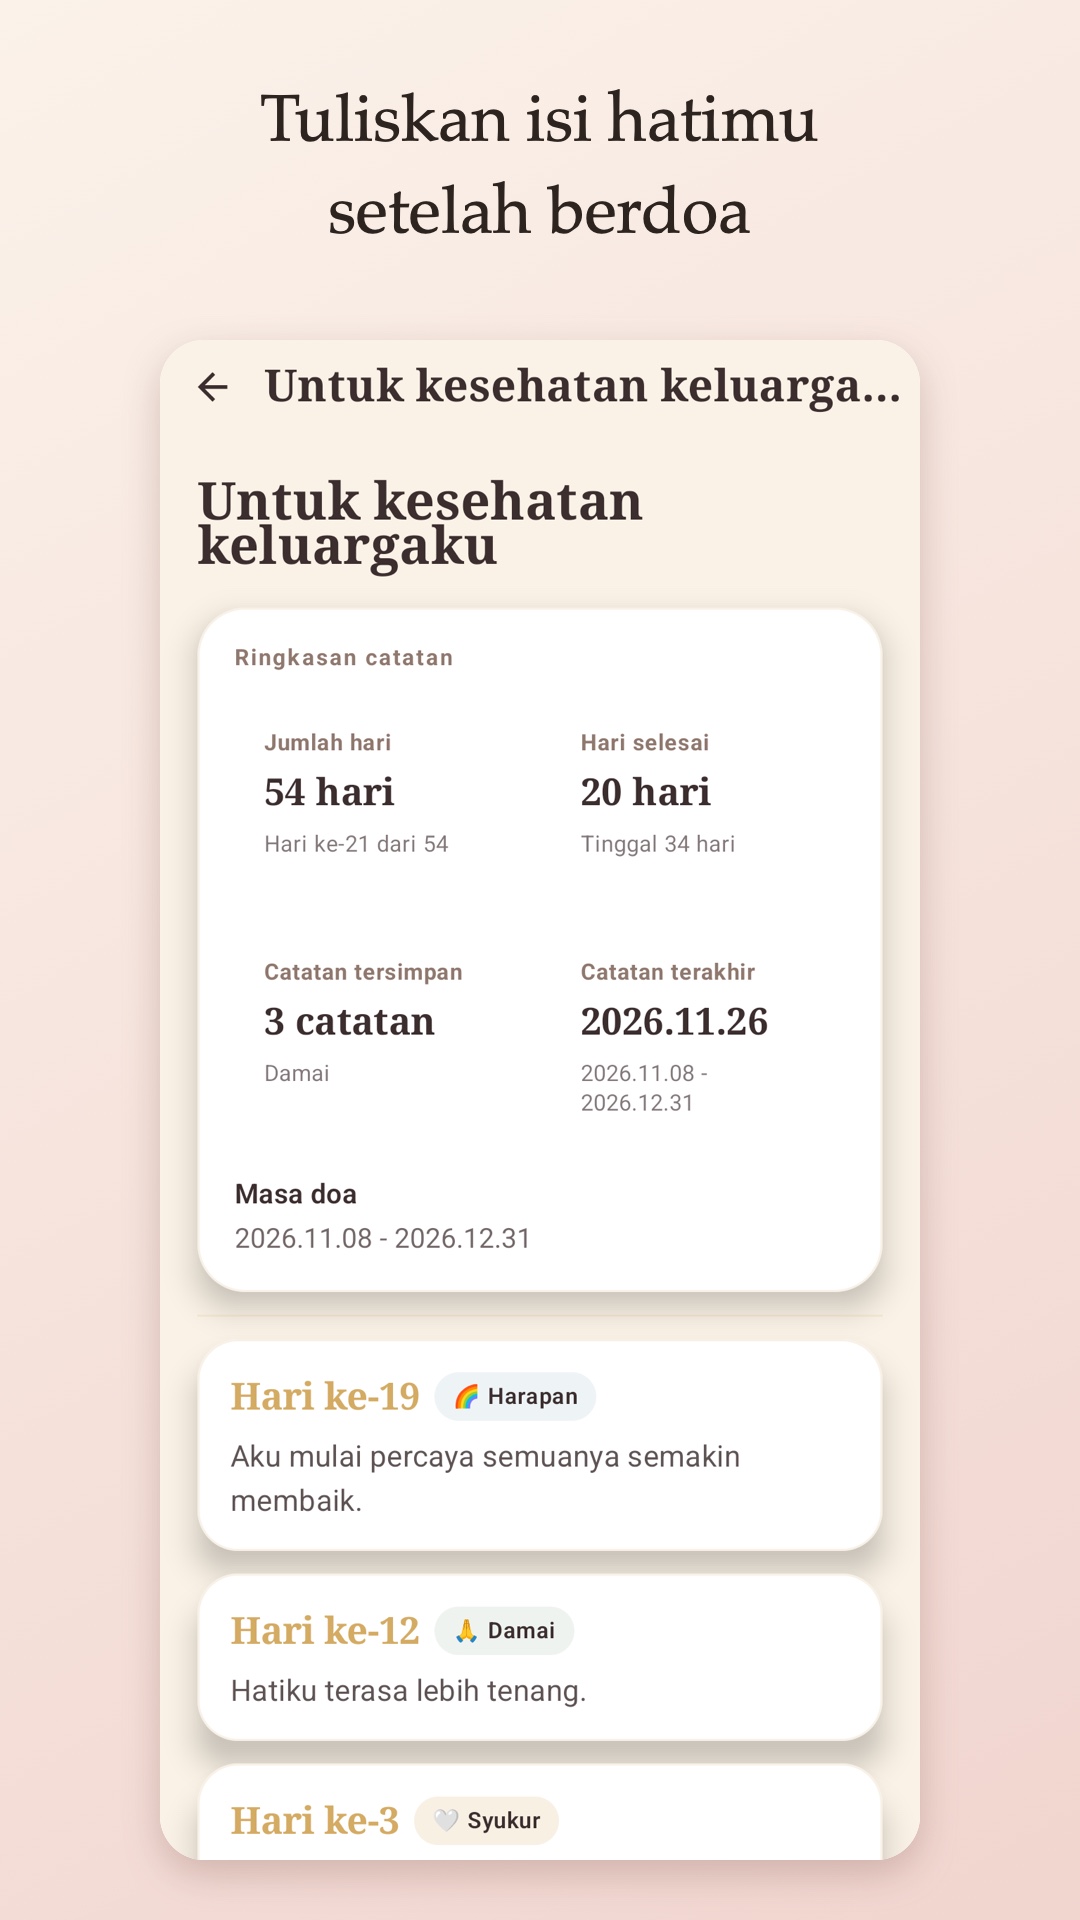 Tuliskan isi hatimu
setelah berdoa
Untuk kesehatan keluarga...
Untuk kesehatan
keluargaku
Ringkasan catatan
Jumlah hari
54 hari
Hari ke-21 dari 54
Hari selesai
20 hari
Tinggal 34 hari
Catatan tersimpan
3 catatan
Damai
Catatan terakhir
2026.11.26
2026.11.08 -
2026.12.31
Masa doa
2026.11.08 - 2026.12.31
Hari ke-19 🌈 Harapan
Aku mulai percaya semuanya semakin
membaik.
Hari ke-12 🙏 Damai
Hatiku terasa lebih tenang.
Hari ke-3 🤍 Syukur